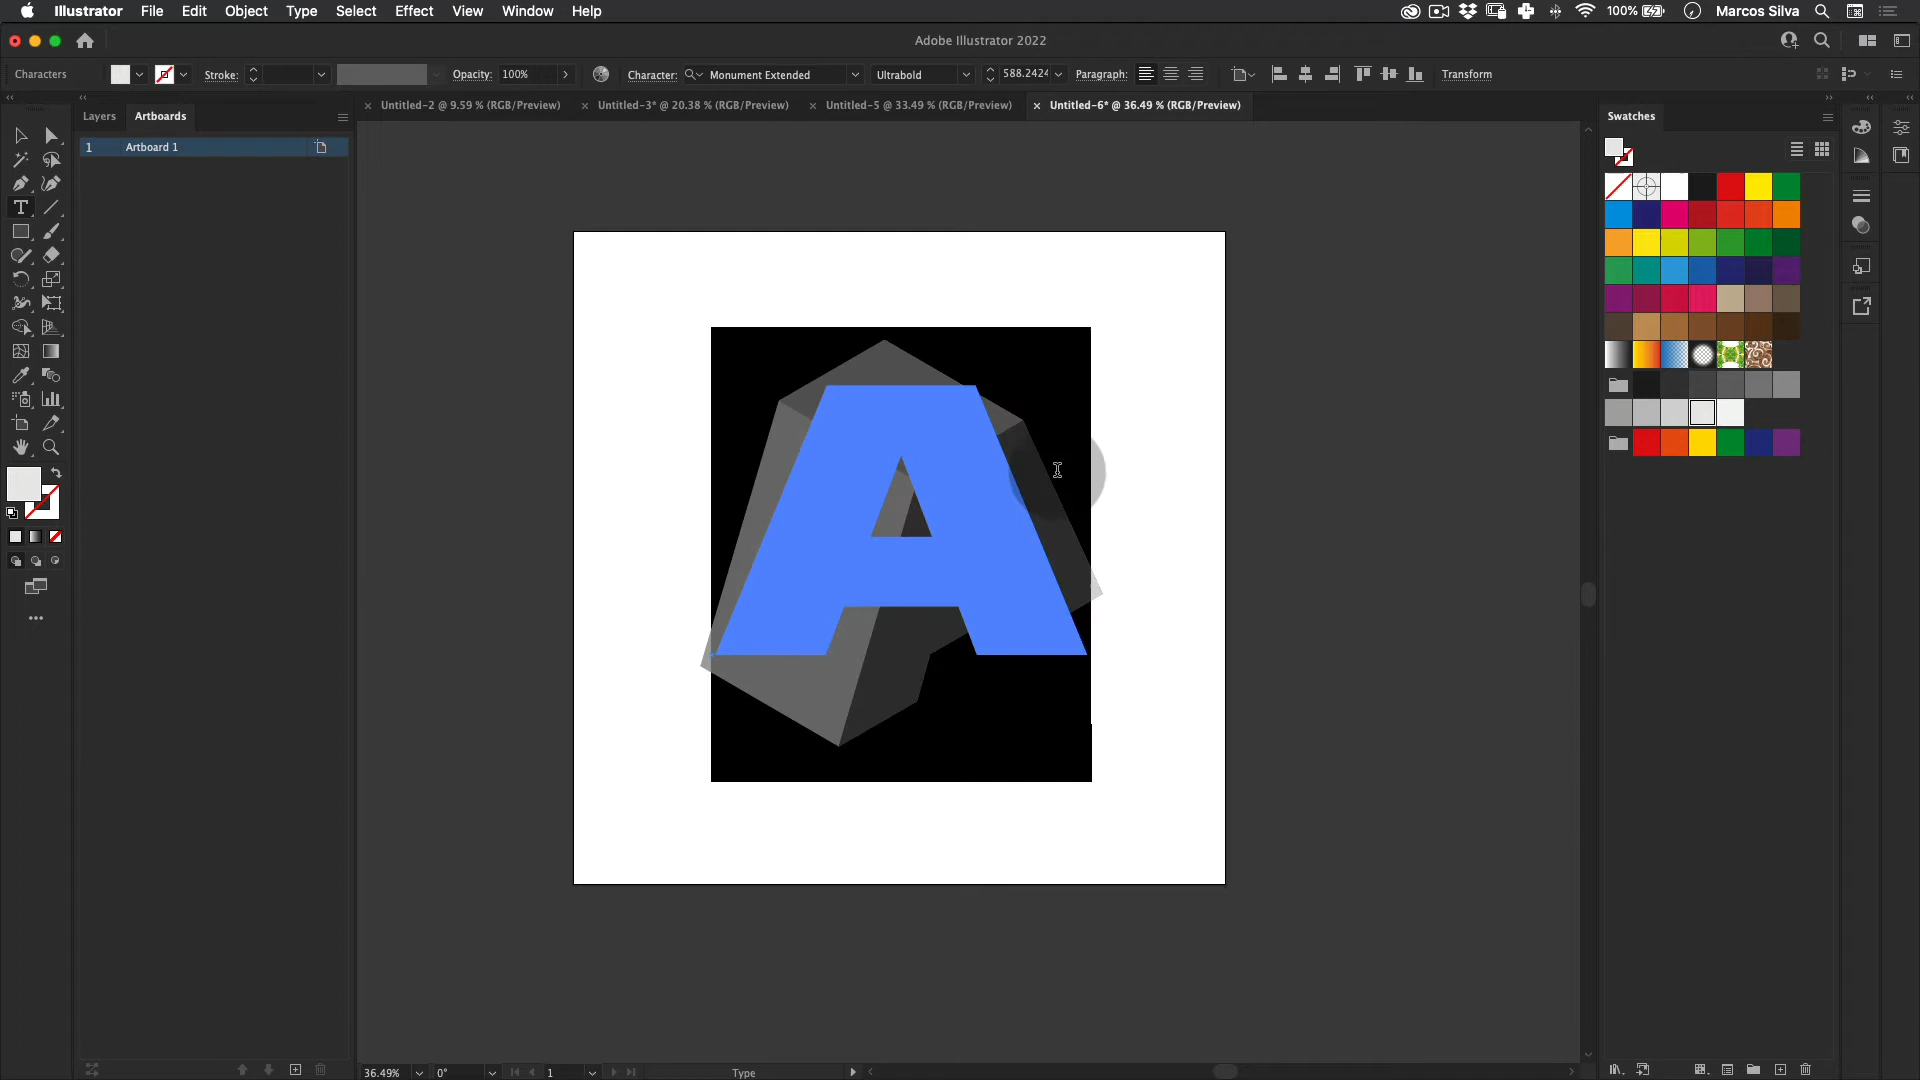 Illustrator File Edit Object Type Select Effect View Window Help 100% Marcos Silva
Adobe Illustrator 2022
Characters Stroke: Opacity: 100% Character: Monument Extended Ultrabold 588.2424 Paragraph: Transform
Untitled-2 @ 9.59 % (RGB/Preview) Untitled-3* @ 20.38 % (RGB/Preview) Untitled-5 @ 33.49 % (RGB/Preview) Untitled-6* @ 36.49 % (RGB/Preview)
Layers Artboards Swatches
1 Artboard 1
A
36.49% 0° 1 Type